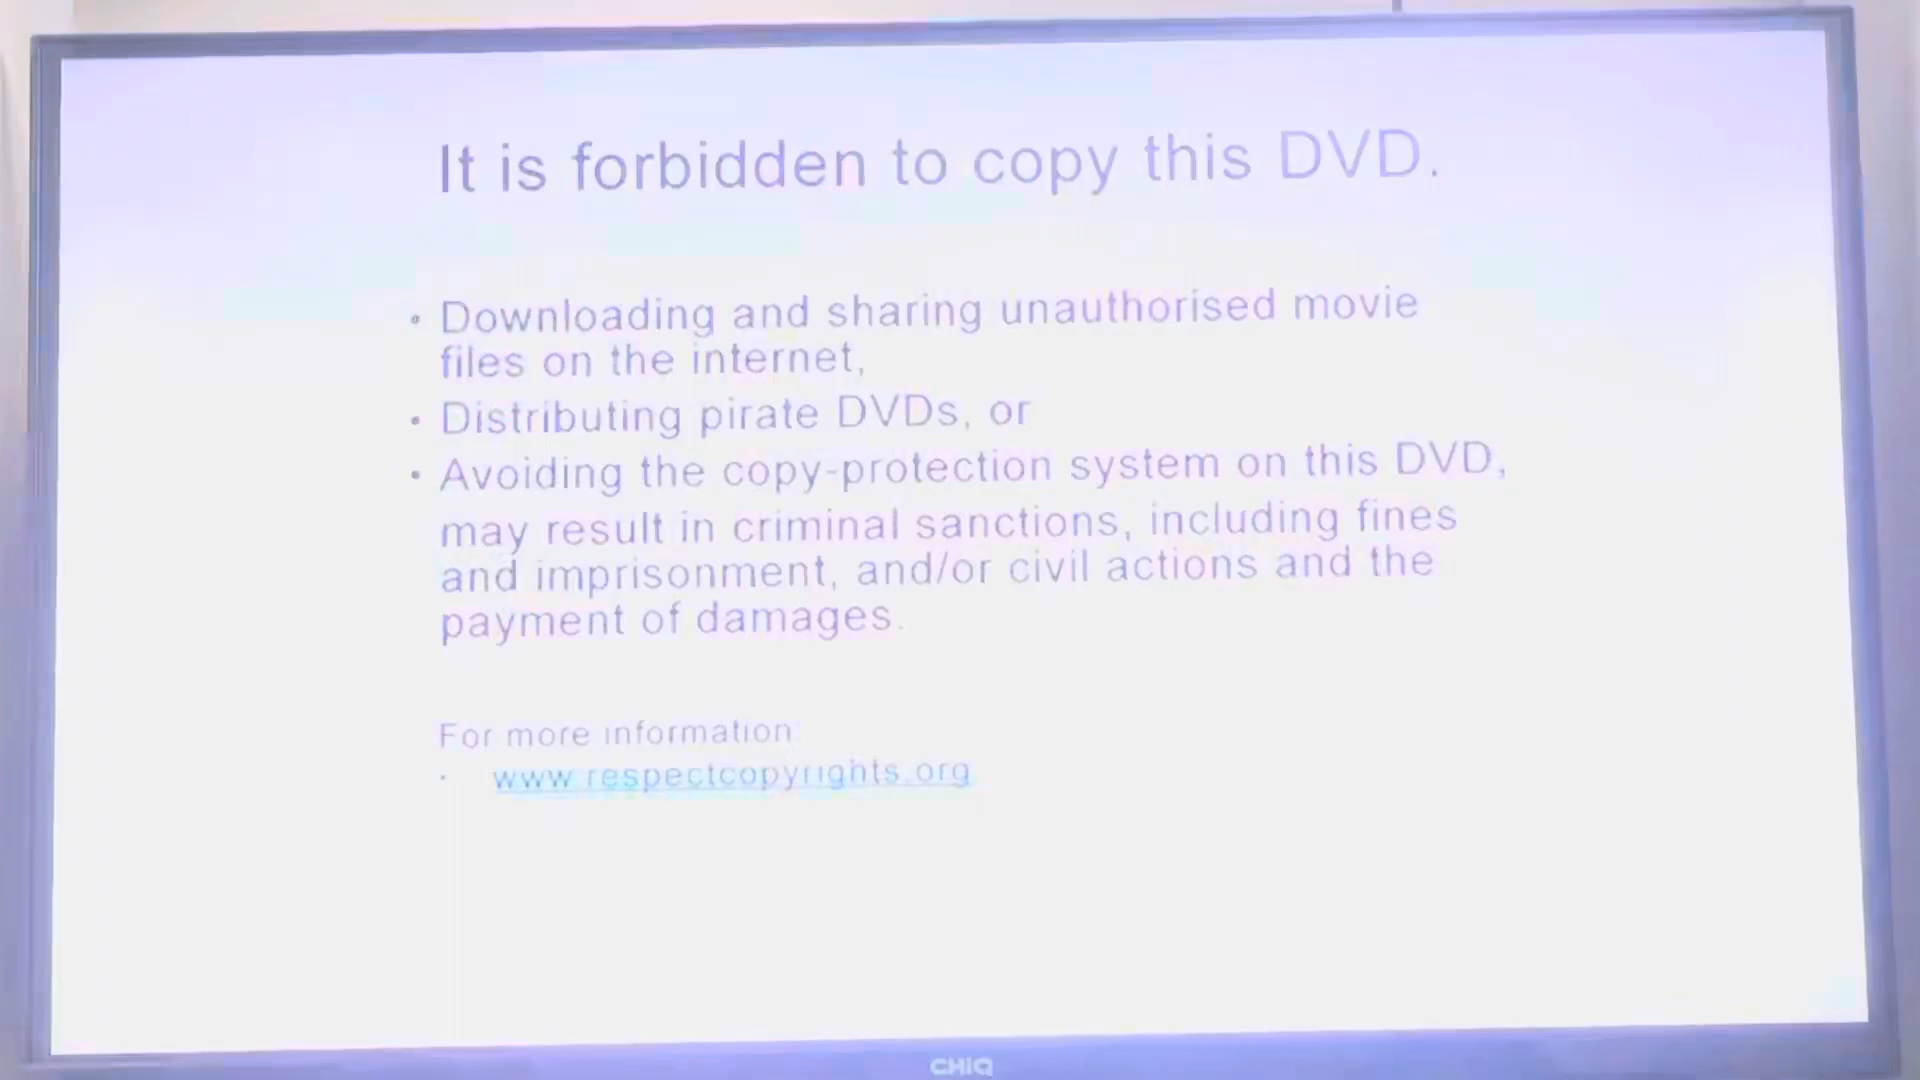 It is forbidden to copy this DVD.
• Downloading and sharing unauthorised movie
files on the internet,
• Distributing pirate DVDs, or
• Avoiding the copy-protection system on this DVD,
may result in criminal sanctions, including fines
and imprisonment, and/or civil actions and the
payment of damages.
For more information:
• www.respectcopyrights.org
CHiQ